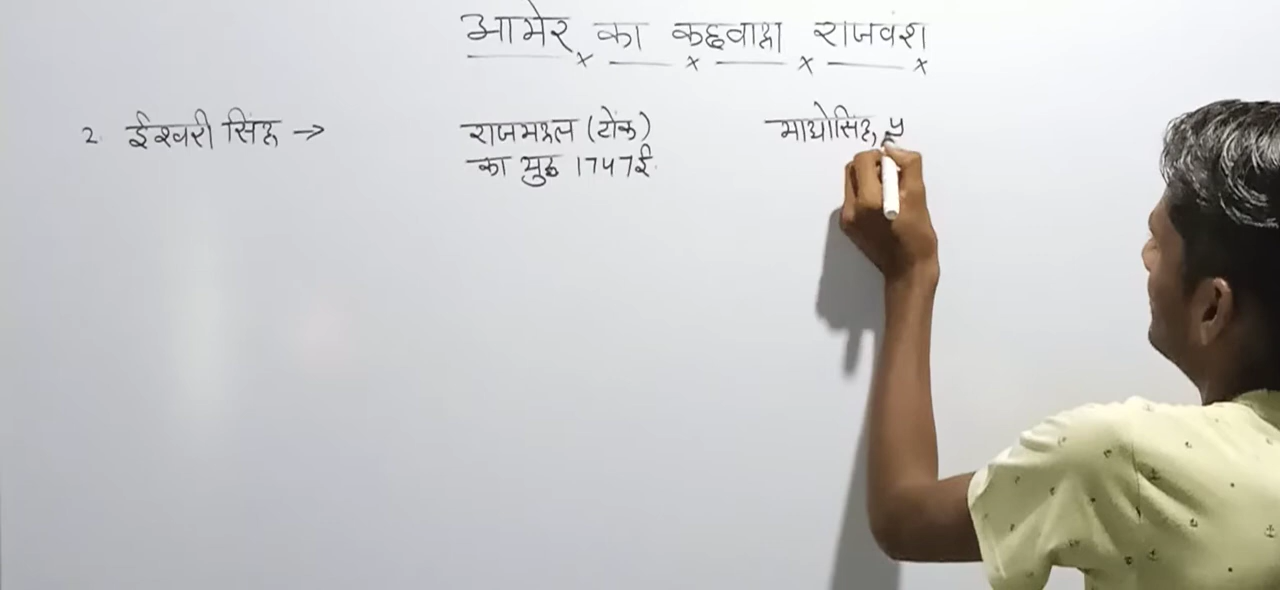 आमेर का कछवाहा राजवंश
2. ईश्वरी सिंह →
राजमहल (टोंक)
का युद्ध 1747ई.
माधोसिंह,